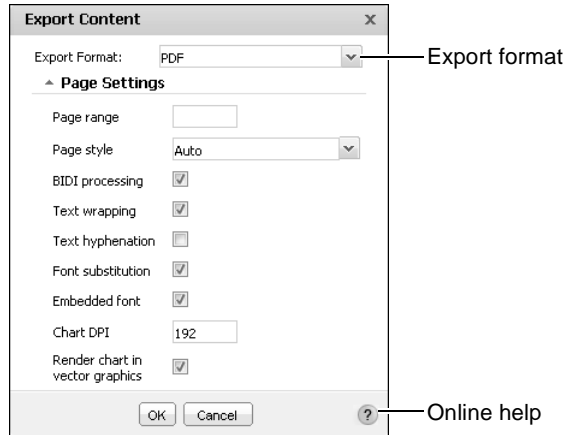 Export Content x
Export Format: PDF Export format
Page Settings
Page range
Page style Auto
BIDI processing
Text wrapping
Text hyphenation
Font substitution
Embedded font
Chart DPI 192
Render chart in
vector graphics
OK Cancel ? Online help